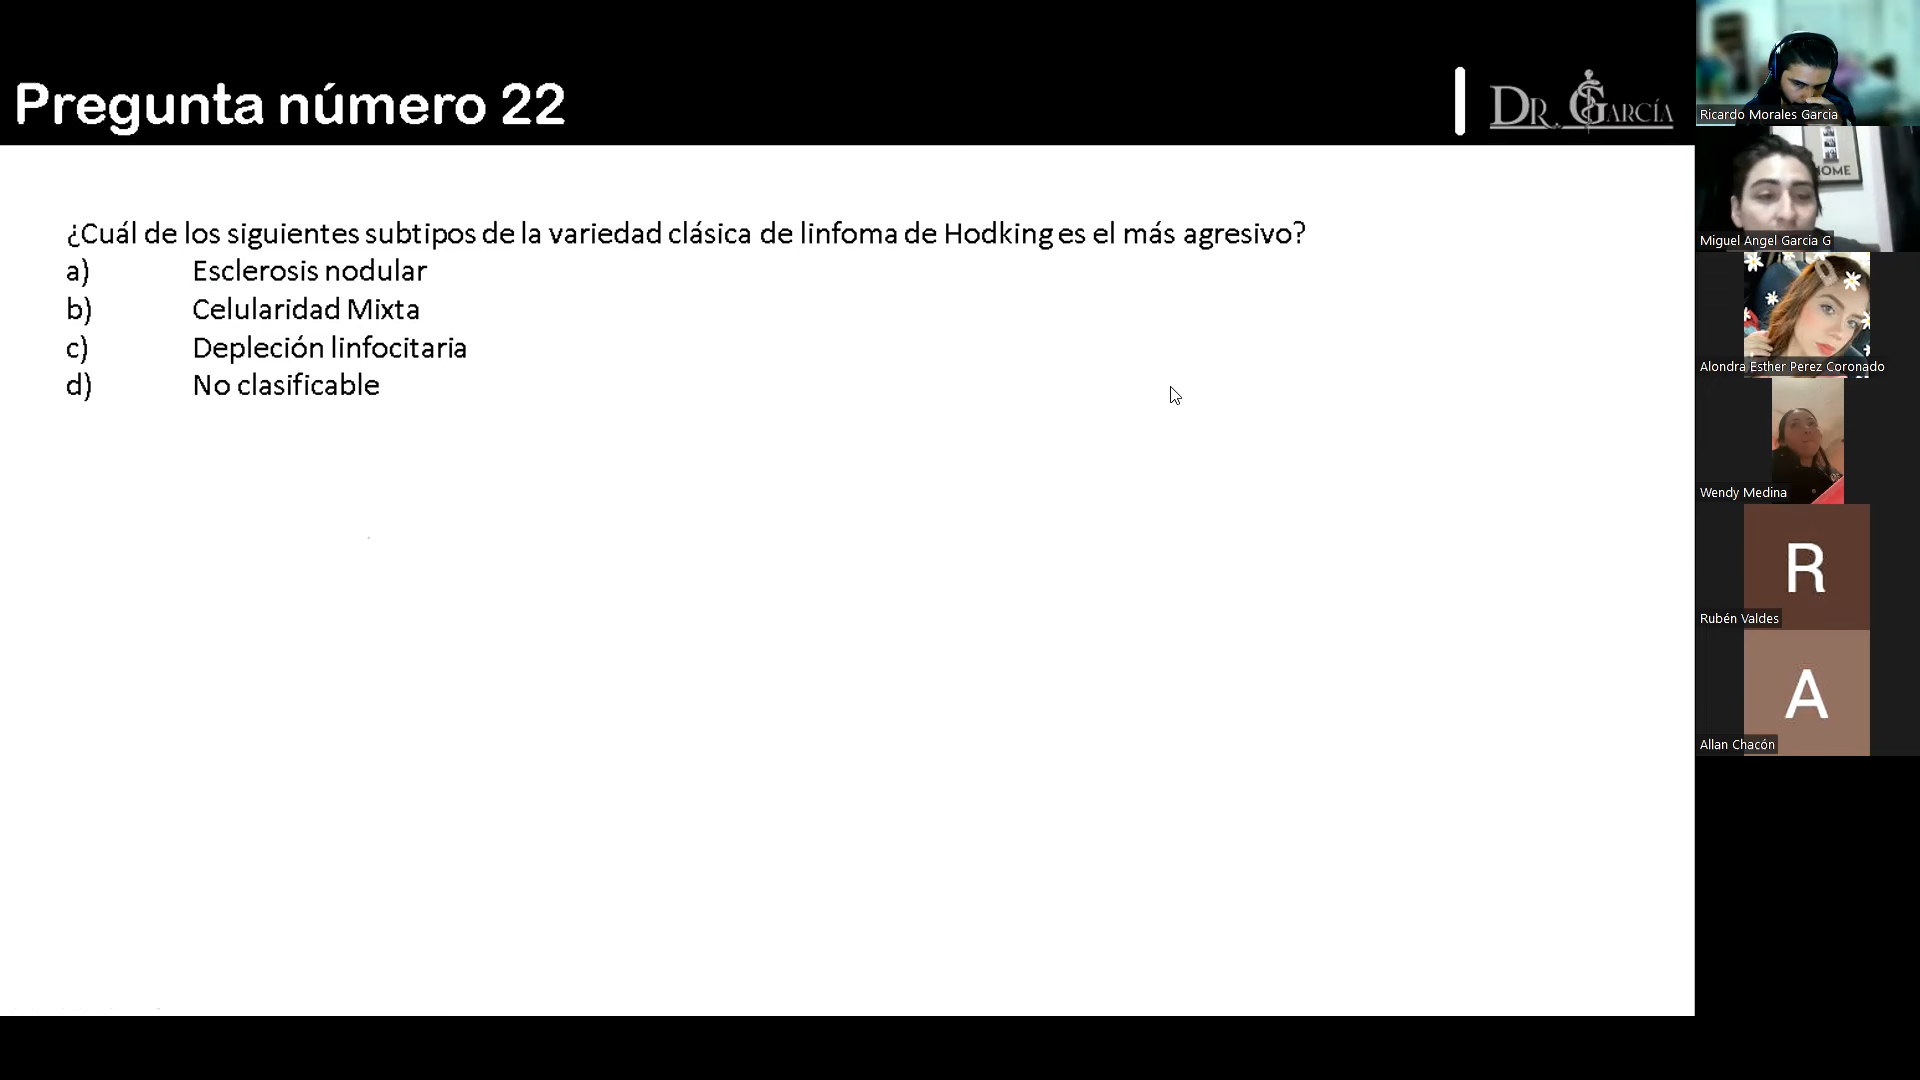 Pregunta número 22
DR. GARCÍA
¿Cuál de los siguientes subtipos de la variedad clásica de linfoma de Hodking es el más agresivo?
a) Esclerosis nodular
b) Celularidad Mixta
c) Depleción linfocitaria
d) No clasificable
Ricardo Morales Garcia
HOME
Miguel Angel Garcia G
Alondra Esther Perez Coronado
Wendy Medina
R
Rubén Valdes
A
Allan Chacón